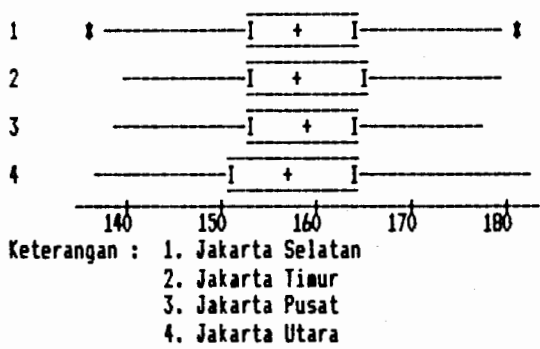 1
2
3
4
140 150 160 170 180
Keterangan : 1. Jakarta Selatan
2. Jakarta Timur
3. Jakarta Pusat
4. Jakarta Utara